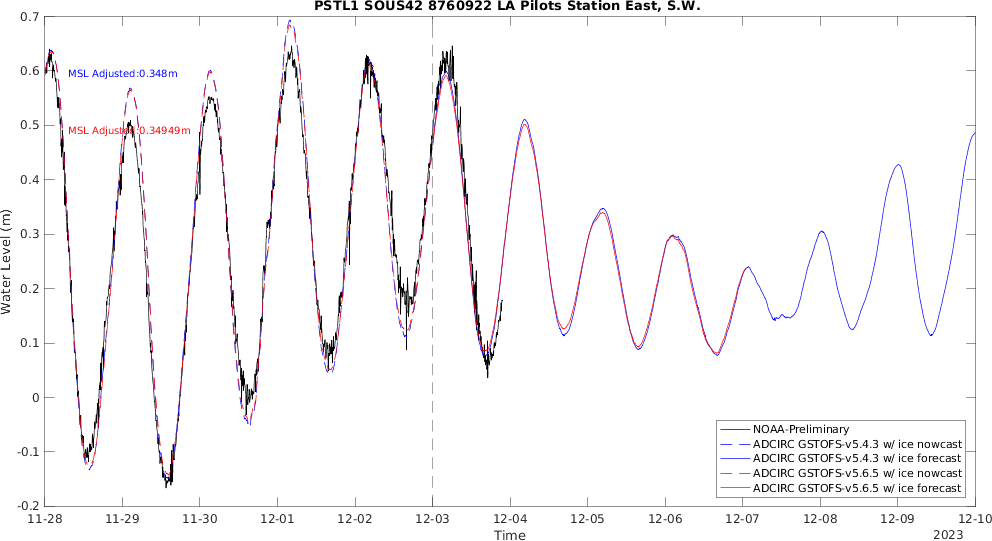 PSTL1 SOUS42 8760922 LA Pilots Station East, S.W.
0.7
0.6
0.5
0.4
0.3
0.2
0.1
0
-0.1
-0.2
Water Level (m)
MSL Adjusted:0.348m
MSL Adjusted:0.34949m
NOAA-Preliminary
ADCIRC GSTOFS-v5.4.3 w/ ice nowcast
ADCIRC GSTOFS-v5.4.3 w/ ice forecast
ADCIRC GSTOFS-v5.6.5 w/ ice nowcast
ADCIRC GSTOFS-v5.6.5 w/ ice forecast
11-28 11-29 11-30 12-01 12-02 12-03 12-04 12-05 12-06 12-07 12-08 12-09 12-10
Time
2023